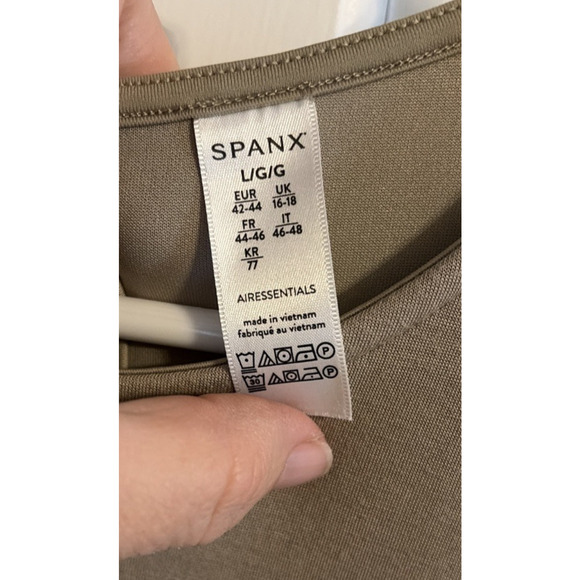 SPANX
L/G/G
EUR UK
42-44 16-18
FR IT
44-46 46-48
KR
77
AIRESSENTIALS
made in vietnam
fabriqué au vietnam
P
30 P